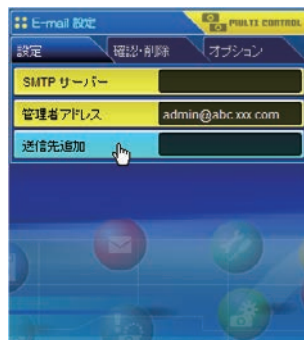 E-mail 設定
MULTI CONTROL
設定 確認・削除 オプション
SMTP サーバー
管理者アドレス admin@abc.xxx.com
送信先追加